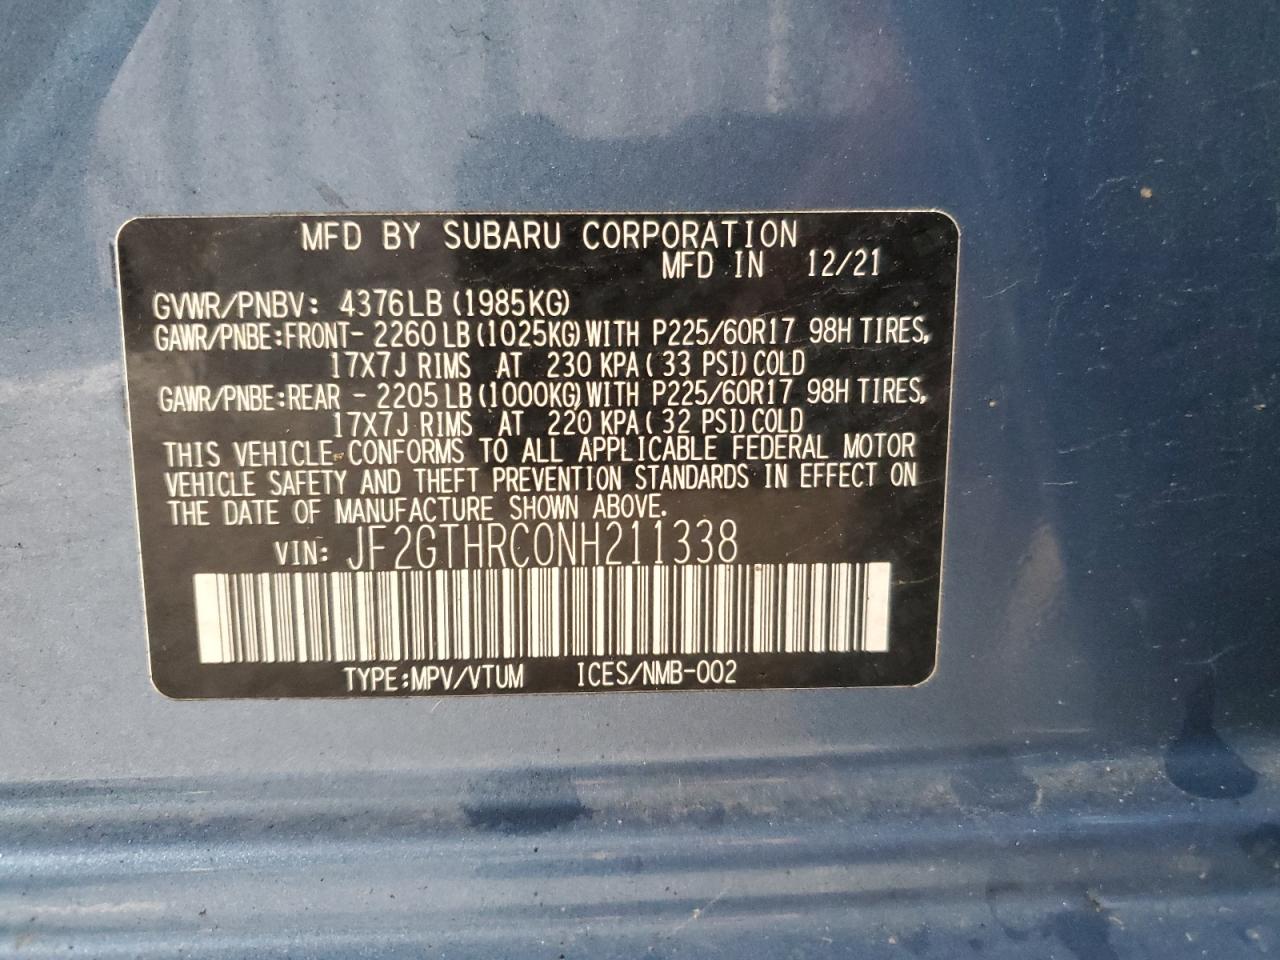 MFD BY SUBARU CORPORATION
MFD IN 12/21
GVWR/PNBV: 4376LB (1985KG)
GAWR/PNBE:FRONT- 2260 LB (1025KG) WITH P225/60R17 98H TIRES,
17X7J RIMS AT 230 KPA ( 33 PSI) COLD
GAWR/PNBE:REAR - 2205 LB (1000KG) WITH P225/60R17 98H TIRES,
17X7J RIMS AT 220 KPA ( 32 PSI) COLD
THIS VEHICLE CONFORMS TO ALL APPLICABLE FEDERAL MOTOR
VEHICLE SAFETY AND THEFT PREVENTION STANDARDS IN EFFECT ON
THE DATE OF MANUFACTURE SHOWN ABOVE.
VIN: JF2GTHRC0NH211338
TYPE:MPV/VTUM ICES/NMB-002